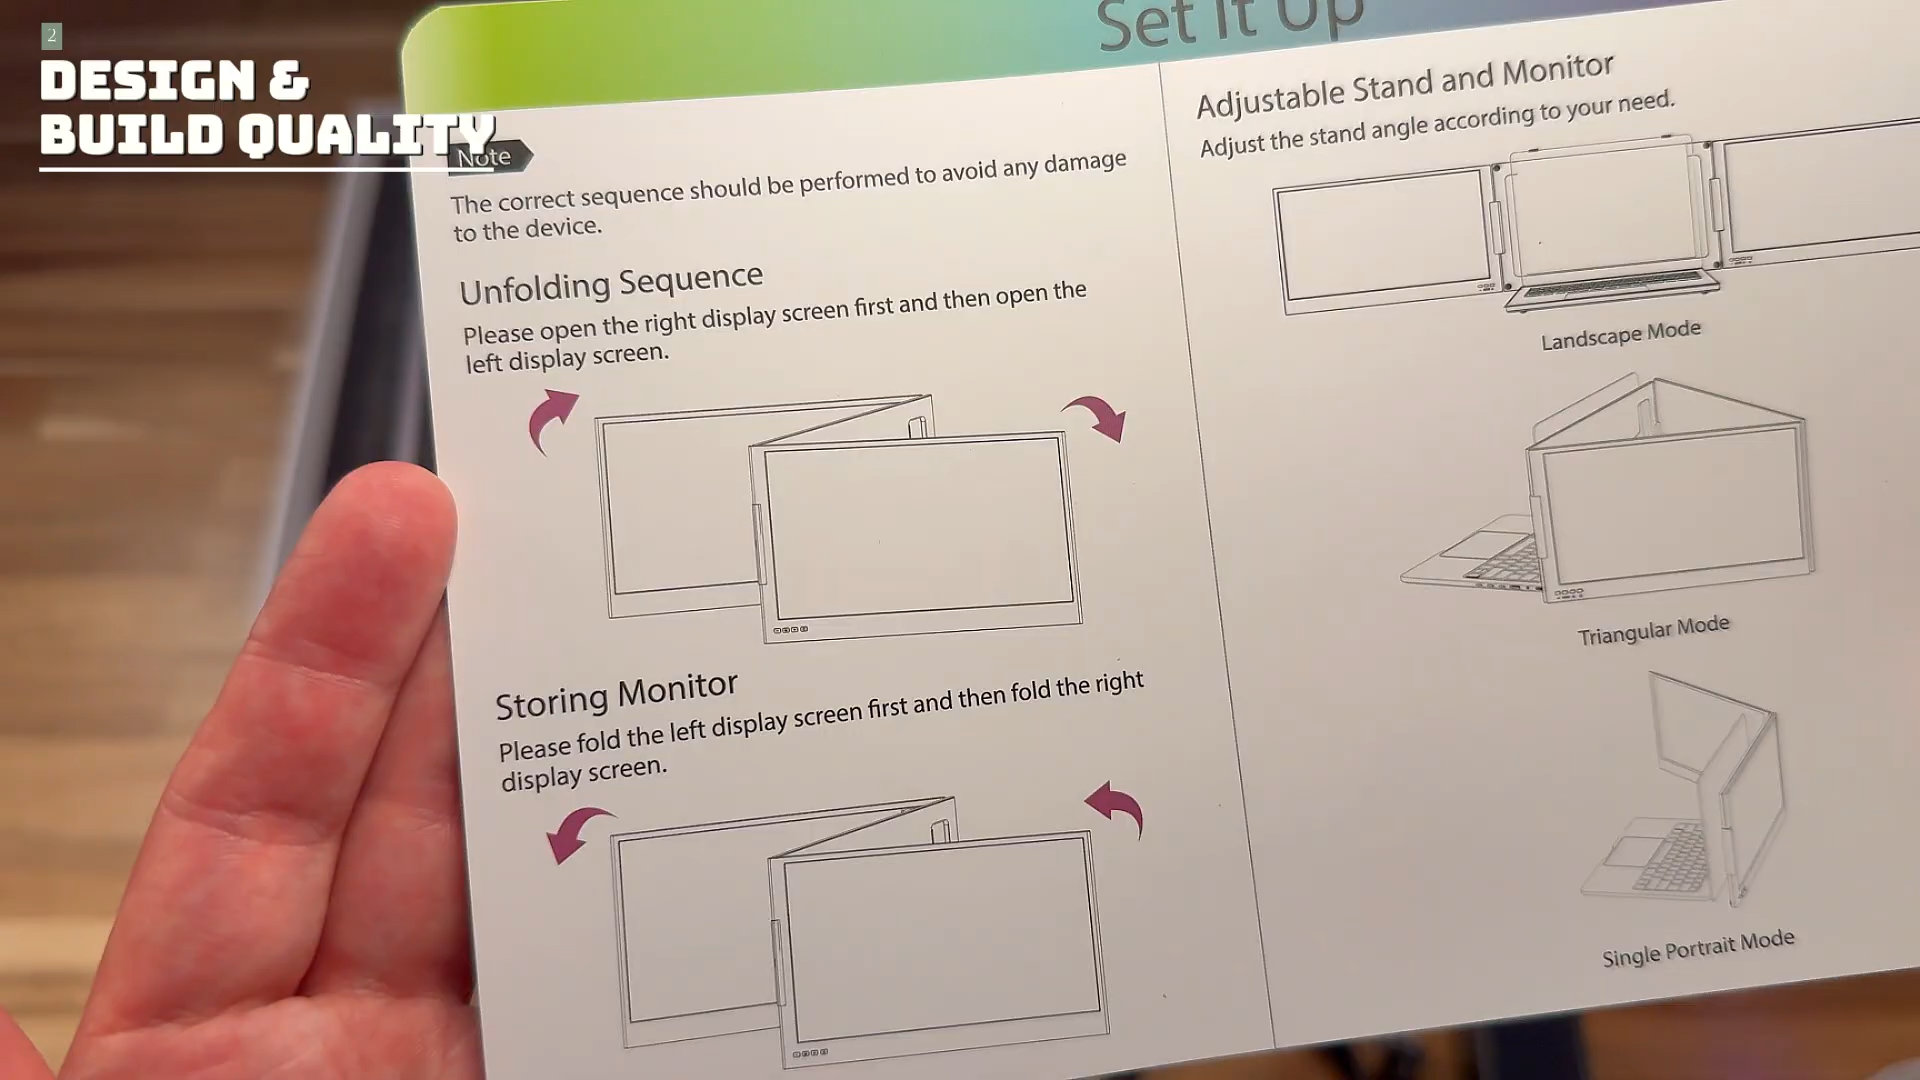 2
DESIGN &
BUILD QUALITY
Set It Up
Note
The correct sequence should be performed to avoid any damage
to the device.
Unfolding Sequence
Please open the right display screen first and then open the
left display screen.
Storing Monitor
Please fold the left display screen first and then fold the right
display screen.
Adjustable Stand and Monitor
Adjust the stand angle according to your need.
Landscape Mode
Triangular Mode
Single Portrait Mode